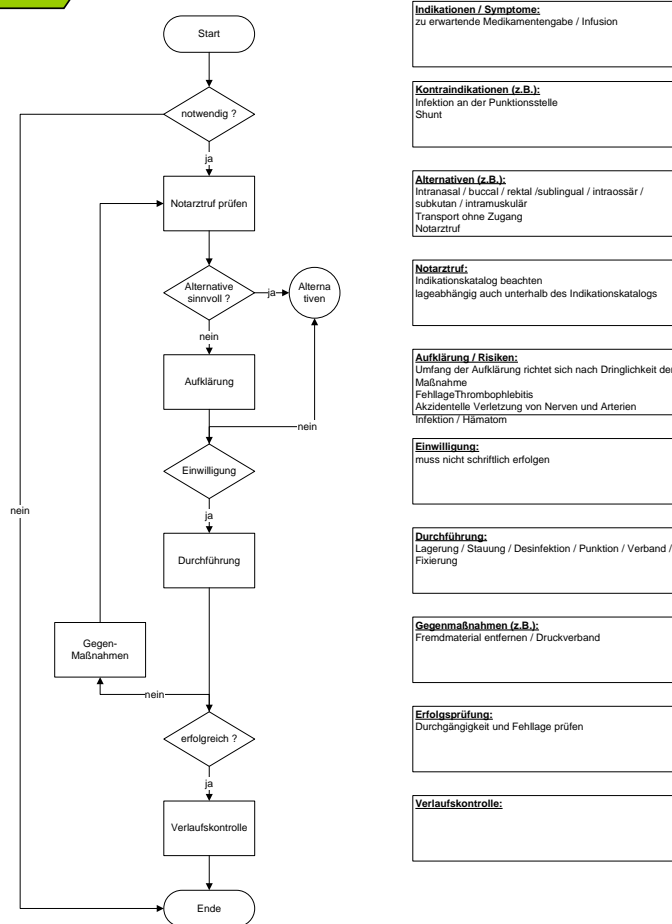 Start
notwendig ?
ja
Notarztruf prüfen
Alternative
sinnvoll ?
ja
Alterna
tiven
nein
Aufklärung
nein
Einwilligung
ja
nein
Durchführung
Gegen-
Maßnahmen
nein
erfolgreich ?
ja
Verlaufskontrolle
Ende
Indikationen / Symptome:
zu erwartende Medikamentengabe / Infusion
Kontraindikationen (z.B.):
Infektion an der Punktionsstelle
Shunt
Alternativen (z.B.):
Intranasal / buccal / rektal /sublingual / intraossär /
subkutan / intramuskulär
Transport ohne Zugang
Notarztruf
Notarztruf:
Indikationskatalog beachten
lageabhängig auch unterhalb des Indikationskatalogs
Aufklärung / Risiken:
Umfang der Aufklärung richtet sich nach Dringlichkeit der
Maßnahme
FehllageThrombophlebitis
Akzidentelle Verletzung von Nerven und Arterien
Infektion / Hämatom
Einwilligung:
muss nicht schriftlich erfolgen
Durchführung:
Lagerung / Stauung / Desinfektion / Punktion / Verband /
Fixierung
Gegenmaßnahmen (z.B.):
Fremdmaterial entfernen / Druckverband
Erfolgsprüfung:
Durchgängigkeit und Fehllage prüfen
Verlaufskontrolle: